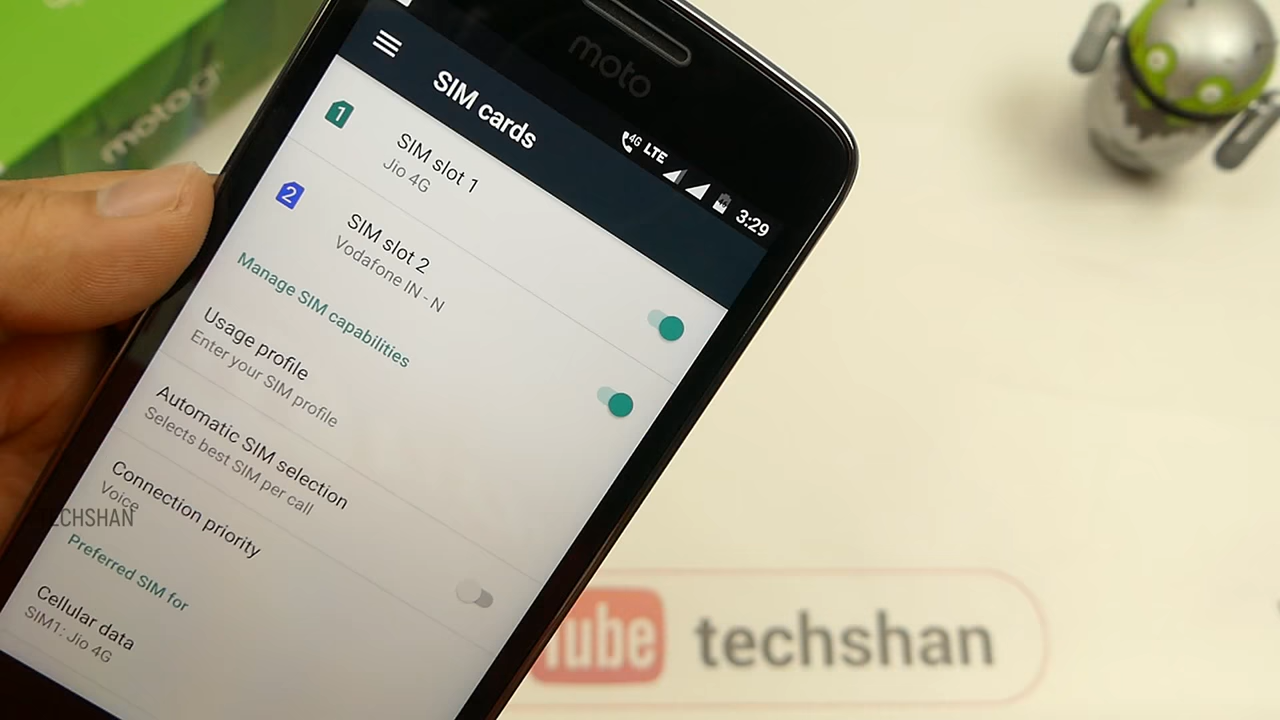 moto G⁵
moto
4G LTE 3:29
SIM cards
1
SIM slot 1
Jio 4G
2
SIM slot 2
Vodafone IN - N
Manage SIM capabilities
Usage profile
Enter your SIM profile
Automatic SIM selection
Selects best SIM per call
Connection priority
Voice
Preferred SIM for
Cellular data
SIM1: Jio 4G
TECHSHAN
Tube techshan